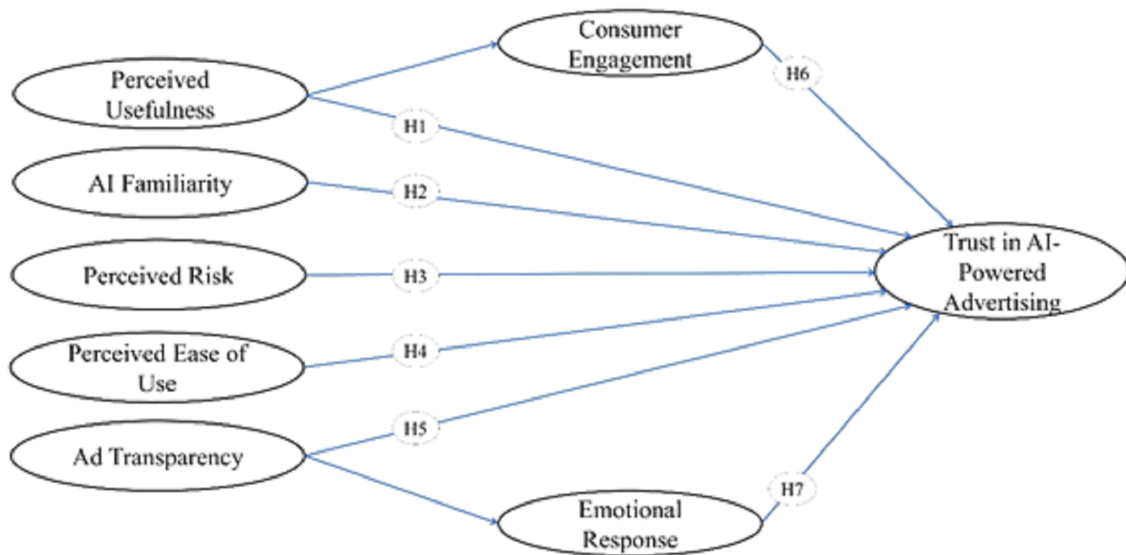 Consumer
Engagement
H6
Perceived
Usefulness
H1
AI Familiarity
H2
Trust in AI-
Powered
Advertising
Perceived Risk
H3
Perceived Ease of
Use
H4
Ad Transparency
H5
H7
Emotional
Response